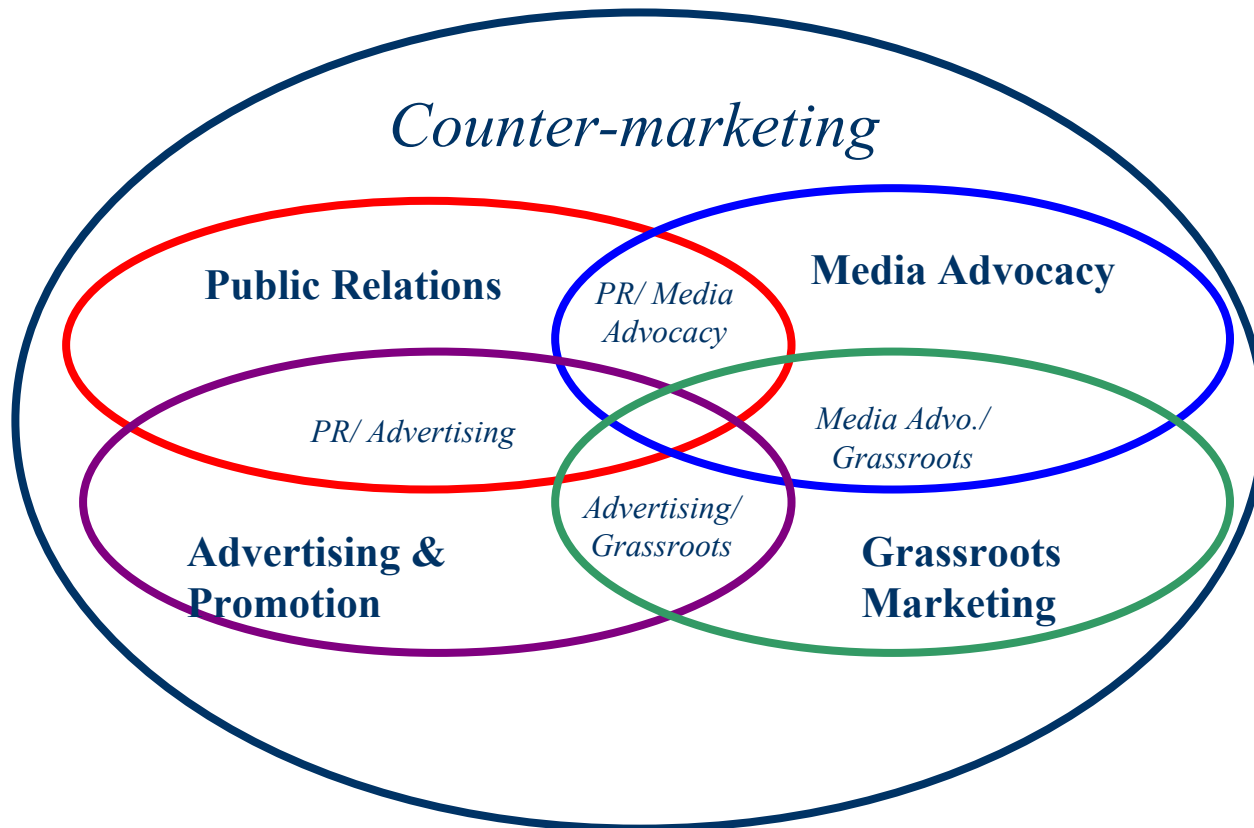 Counter-marketing
Public Relations
Media Advocacy
PR/ Media
Advocacy
PR/ Advertising
Media Advo./
Grassroots
Advertising/
Grassroots
Advertising &
Promotion
Grassroots
Marketing